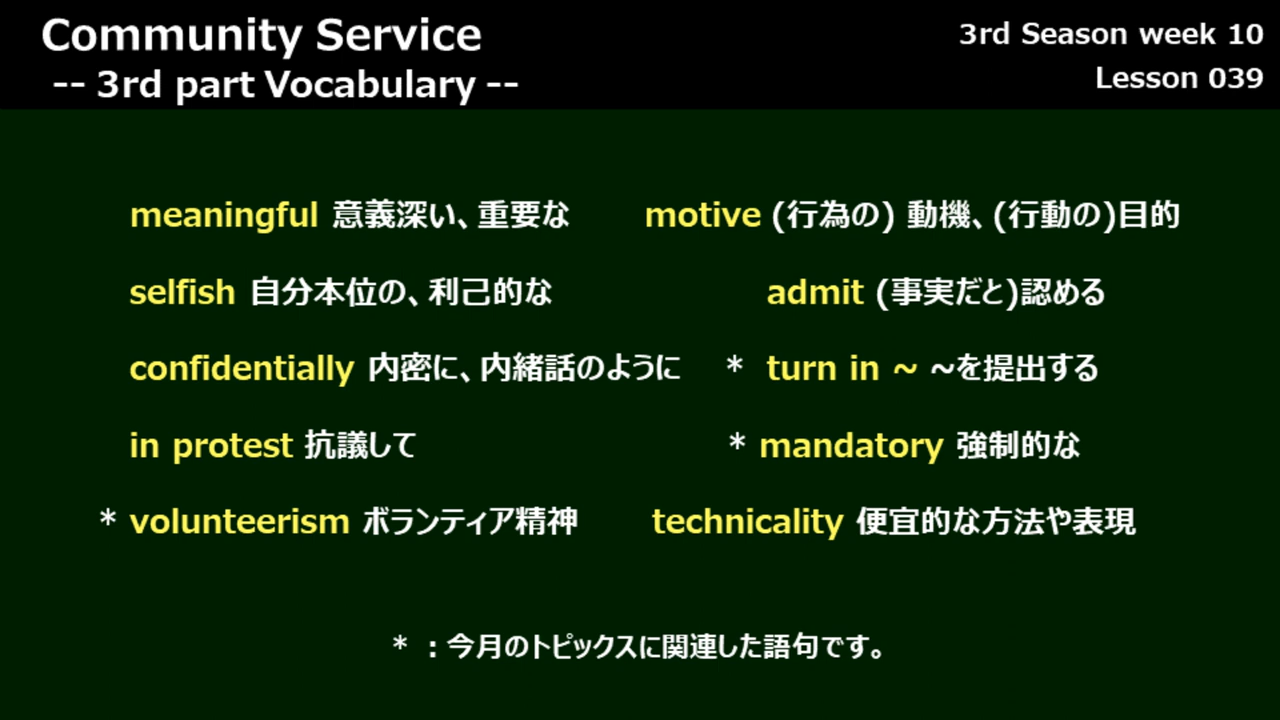 Community Service
-- 3rd part Vocabulary --
3rd Season week 10
Lesson 039
meaningful 意義深い、重要な
motive (行為の) 動機、(行動の)目的
selfish 自分本位の、利己的な
admit (事実だと)認める
confidentially 内密に、内緒話のように
* turn in ~ ~を提出する
in protest 抗議して
* mandatory 強制的な
* volunteerism ボランティア精神
technicality 便宜的な方法や表現
* : 今月のトピックスに関連した語句です。